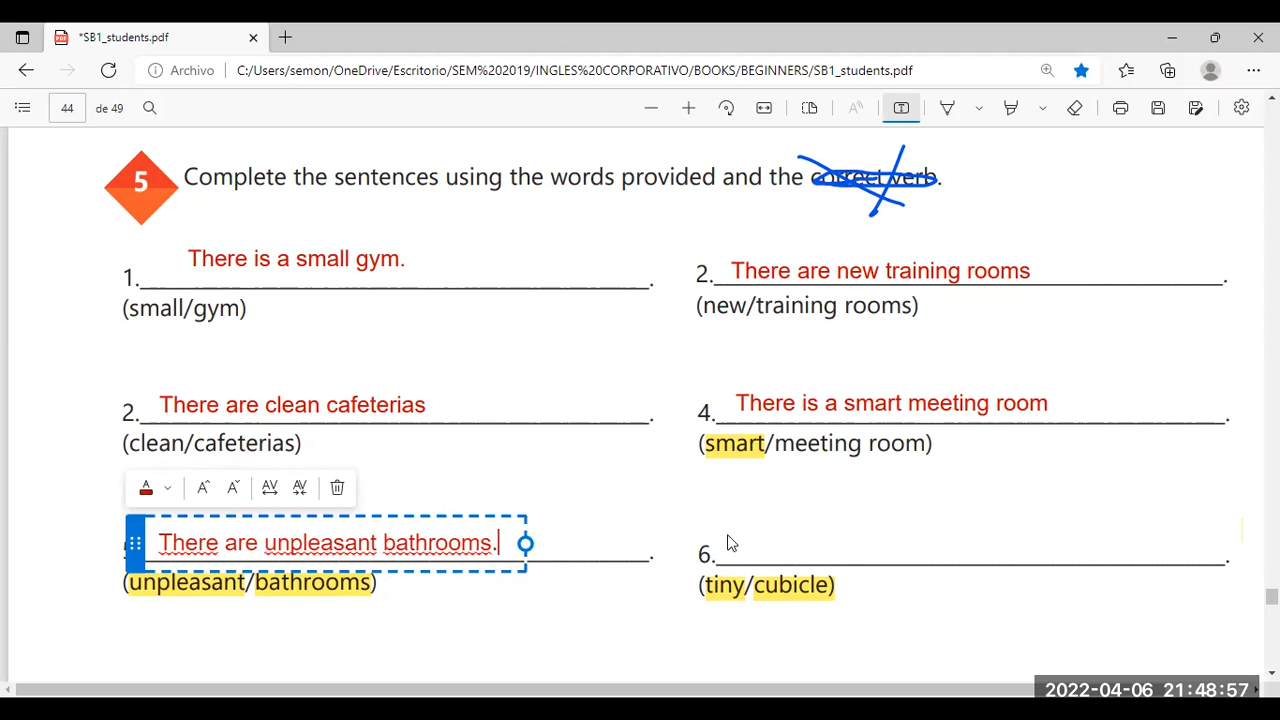 *SB1_students.pdf
Archivo C:/Users/semon/OneDrive/Escritorio/SEM%202019/INGLES%20CORPORATIVO/BOOKS/BEGINNERS/SB1_students.pdf
44 de 49
5 Complete the sentences using the words provided and the correct verb.
There is a small gym.
1.
(small/gym)
2. There are new training rooms
(new/training rooms)
2. There are clean cafeterias
(clean/cafeterias)
4. There is a smart meeting room
(smart/meeting room)
There are unpleasant bathrooms.
(unpleasant/bathrooms)
6.
(tiny/cubicle)
2022-04-06 21:48:57